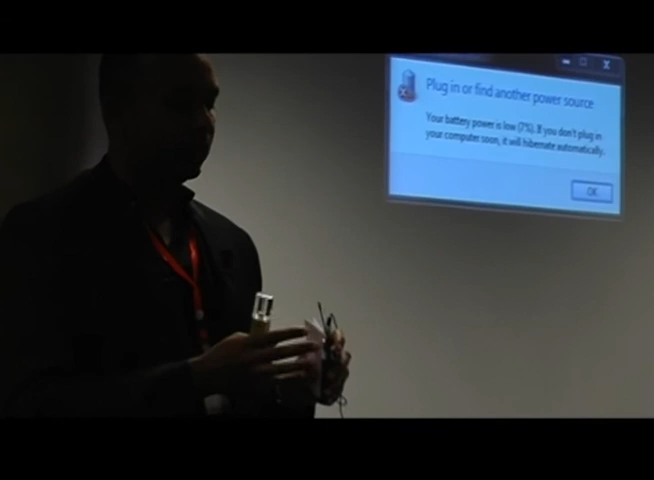 Plug in or find another power source
Your battery power is low (7%). If you don't plug in
your computer soon, it will hibernate automatically.
OK